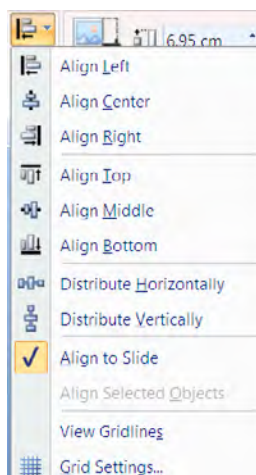 6.95 cm
Align Left
Align Center
Align Right
Align Top
Align Middle
Align Bottom
Distribute Horizontally
Distribute Vertically
Align to Slide
Align Selected Objects
View Gridlines
Grid Settings...